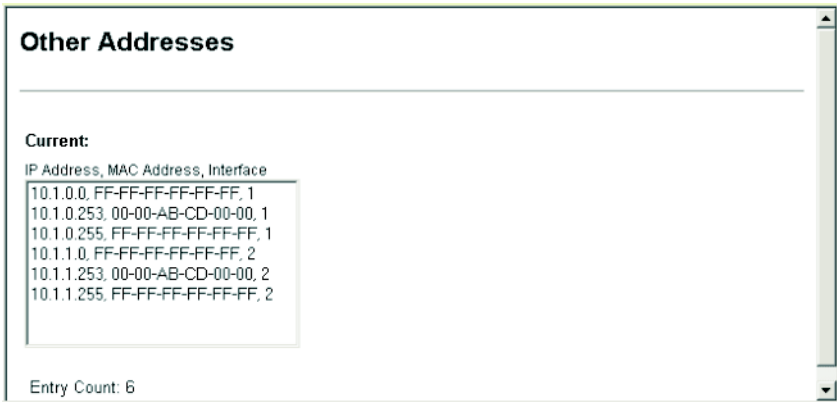 Other Addresses
Current:
IP Address, MAC Address, Interface
10.1.0.0, FF-FF-FF-FF-FF-FF, 1
10.1.0.253, 00-00-AB-CD-00-00, 1
10.1.0.255, FF-FF-FF-FF-FF-FF, 1
10.1.1.0, FF-FF-FF-FF-FF-FF, 2
10.1.1.253, 00-00-AB-CD-00-00, 2
10.1.1.255, FF-FF-FF-FF-FF-FF, 2
Entry Count: 6